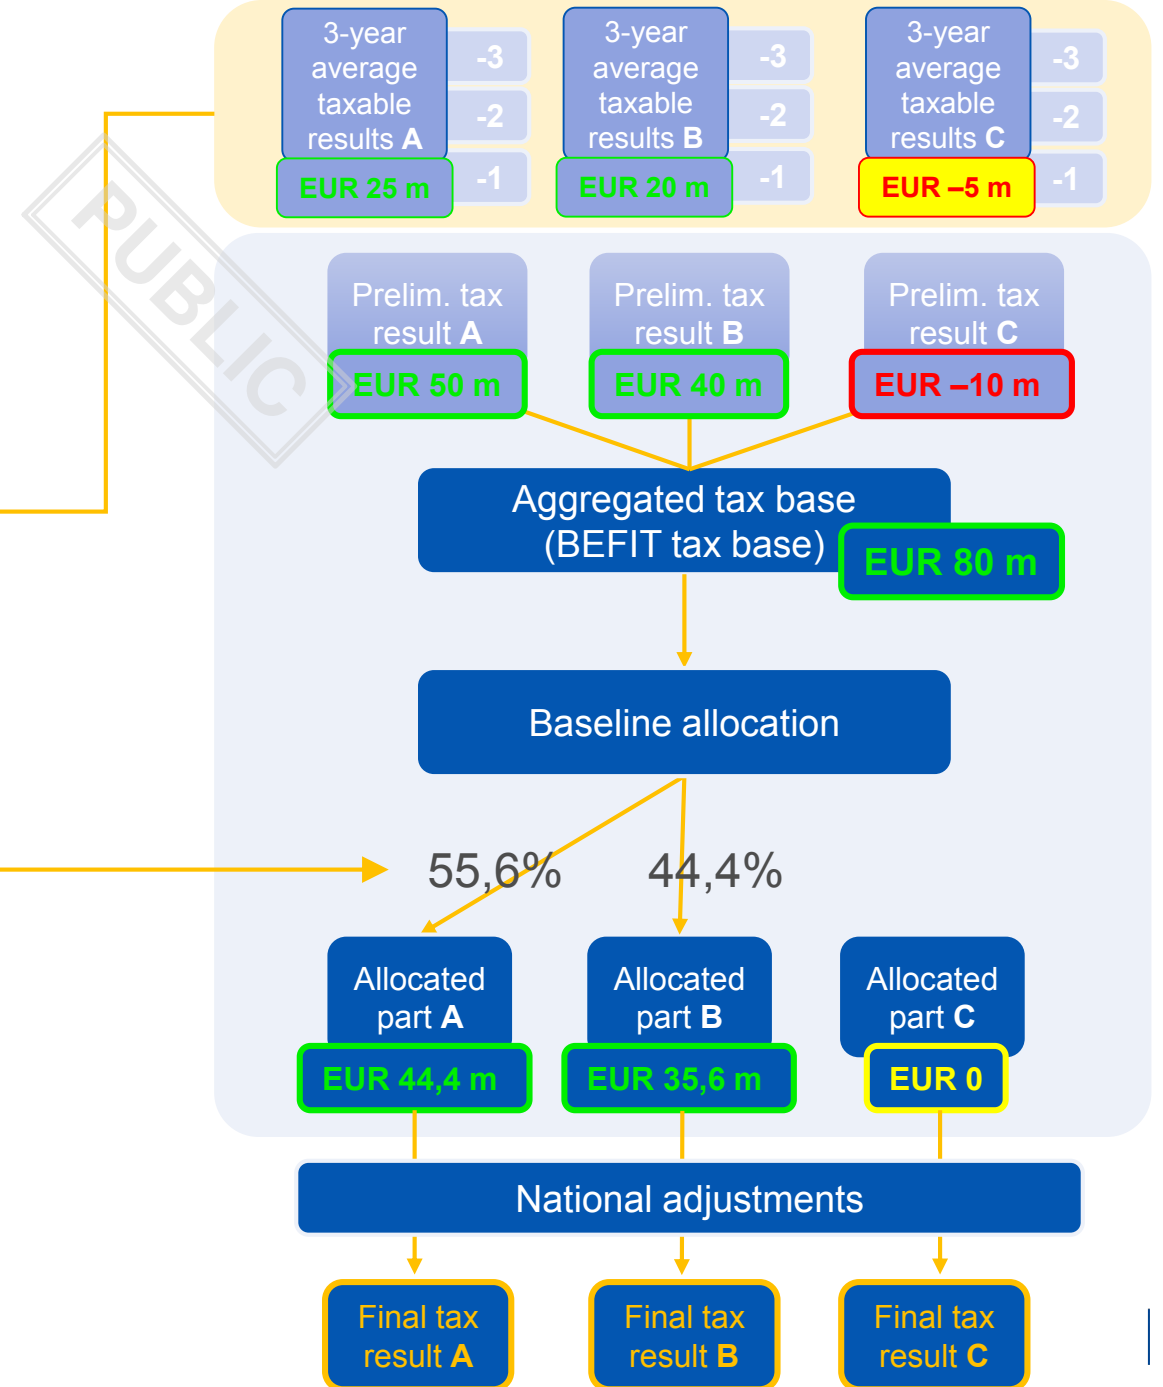 3-year
average
taxable
results A
EUR 25 m
-3
-2
-1
3-year
average
taxable
results B
EUR 20 m
-3
-2
-1
3-year
average
taxable
results C
EUR –5 m
-3
-2
-1
PUBLIC
Prelim. tax
result A
EUR 50 m
Prelim. tax
result B
EUR 40 m
Prelim. tax
result C
EUR –10 m
Aggregated tax base
(BEFIT tax base)
EUR 80 m
Baseline allocation
55,6%
44,4%
Allocated
part A
EUR 44,4 m
Allocated
part B
EUR 35,6 m
Allocated
part C
EUR 0
National adjustments
Final tax
result A
Final tax
result B
Final tax
result C